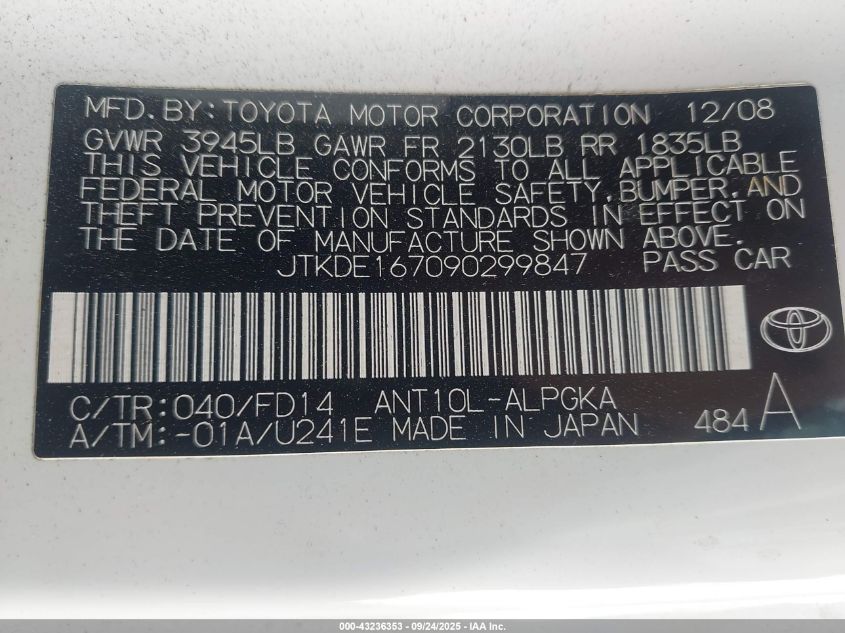 MFD.BY:TOYOTA MOTOR CORPORATION 12/08
GVWR 3945LB GAWR FR 2130LB RR 1835LB
THIS VEHICLE CONFORMS TO ALL APPLICABLE
FEDERAL MOTOR VEHICLE SAFETY,BUMPER,AND
THEFT PREVENTION STANDARDS IN EFFECT ON
THE DATE OF MANUFACTURE SHOWN ABOVE.
JTKDE167090299847 PASS CAR
C/TR:040/FD14 ANT10L-ALPGKA
A/TM:-01A/U241E MADE IN JAPAN 484 A
000-43236353 - 09/24/2025 - IAA Inc.